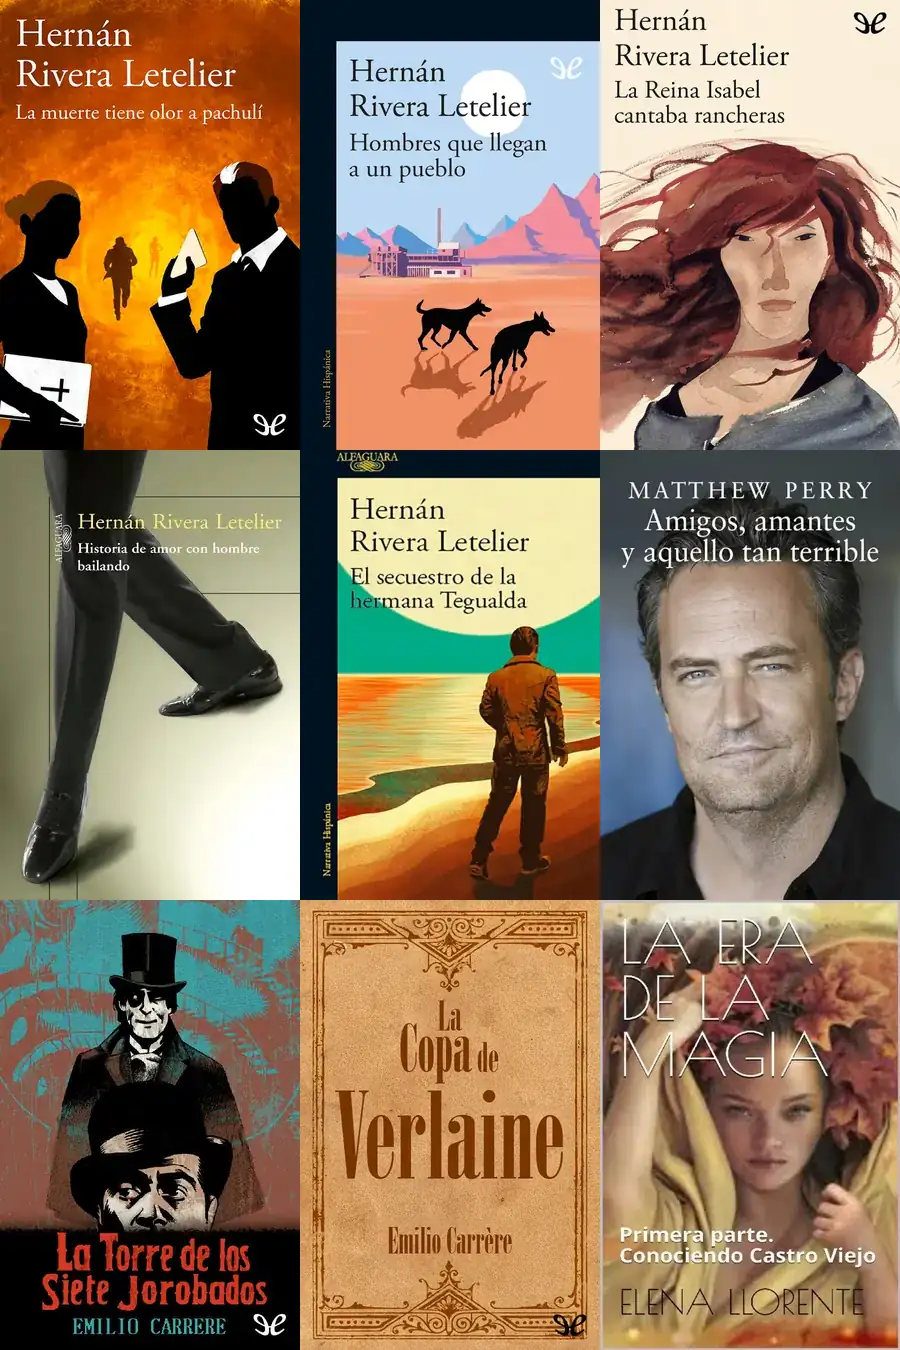 Hernán
Rivera Letelier
La muerte tiene olor a pachulí
Hernán
Rivera Letelier
Hombres que llegan
a un pueblo
Narrativa Hispánica
Hernán
Rivera Letelier
La Reina Isabel
cantaba rancheras
ALFAGUARA
Hernán Rivera Letelier
Historia de amor con hombre
bailando
ALFAGUARA
Hernán
Rivera Letelier
El secuestro de la
hermana Tegualda
Narrativa Hispánica
MATTHEW PERRY
Amigos, amantes
y aquello tan terrible
La Torre de los
Siete Jorobados
EMILIO CARRERE
La
Copa de
Verlaine
Emilio Carrère
LA ERA
DE LA
MAGIA
Primera parte.
Conociendo Castro Viejo
ELENA LLORENTE